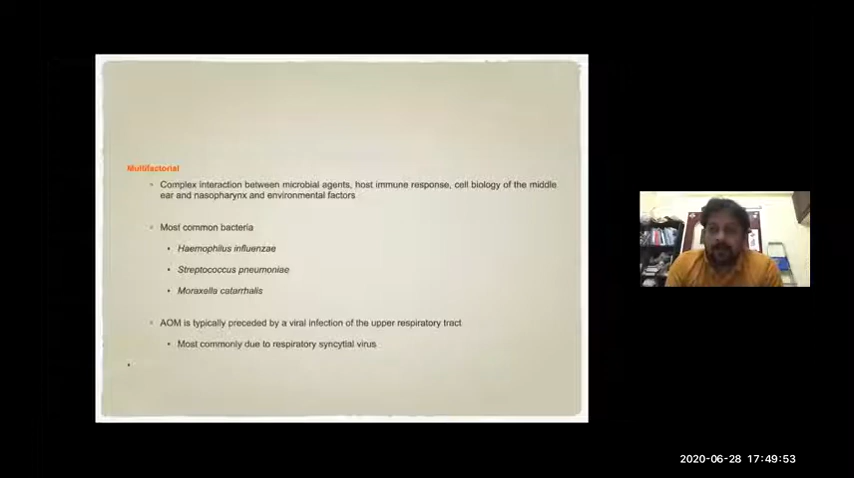 Multifactorial
Complex interaction between microbial agents, host immune response, cell biology of the middle
ear and nasopharynx and environmental factors
Most common bacteria
Haemophilus influenzae
Streptococcus pneumoniae
Moraxella catarrhalis
AOM is typically preceded by a viral infection of the upper respiratory tract
Most commonly due to respiratory syncytial virus
2020-06-28 17:49:53